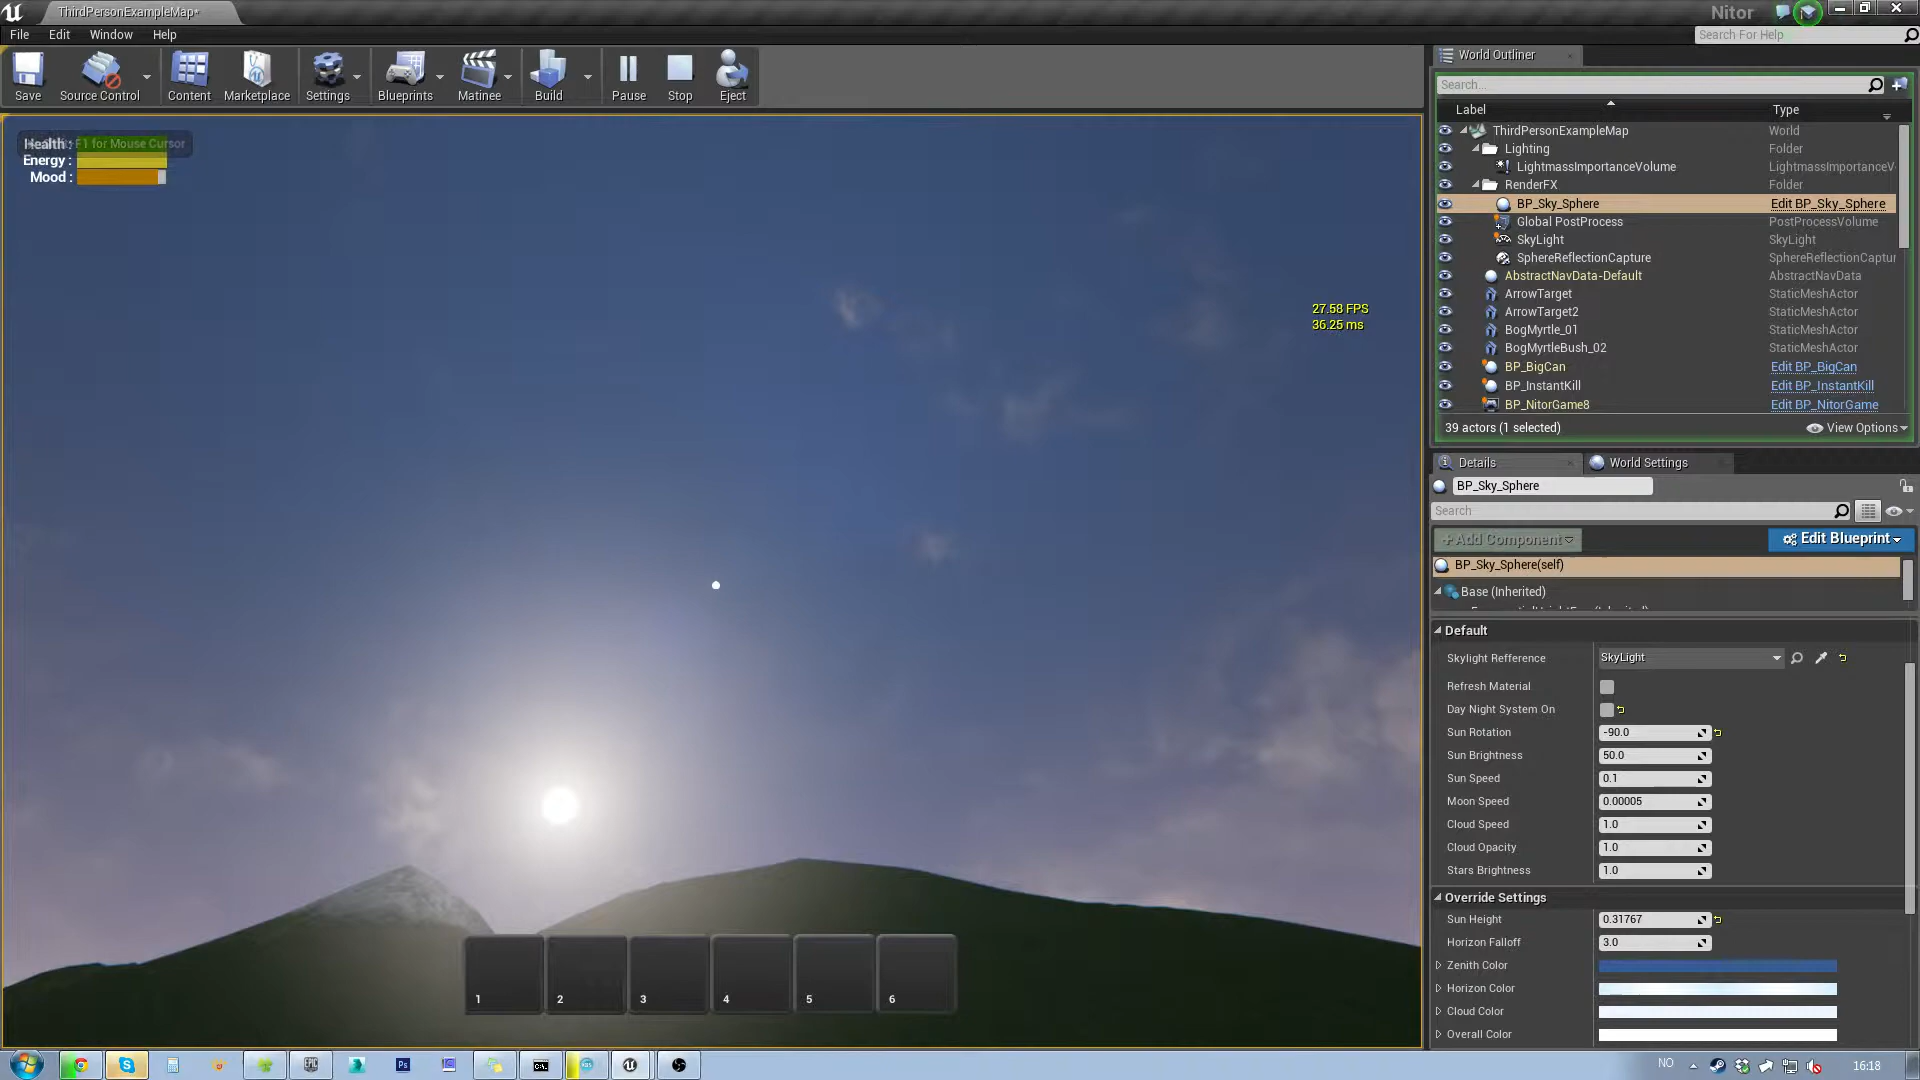 ThirdPersonExampleMap*
Nitor
File Edit Window Help
Search For Help
Save Source Control Content Marketplace Settings Blueprints Matinee Build Pause Stop Eject
Health : F1 for Mouse Cursor
Energy :
Mood :
27.58 FPS
36.25 ms
1 2 3 4 5 6
World Outliner
Search...
Label Type
ThirdPersonExampleMap World
Lighting Folder
LightmassImportanceVolume LightmassImportanceV
RenderFX Folder
BP_Sky_Sphere Edit BP_Sky_Sphere
Global PostProcess PostProcessVolume
SkyLight SkyLight
SphereReflectionCapture SphereReflectionCaptur
AbstractNavData-Default AbstractNavData
ArrowTarget StaticMeshActor
ArrowTarget2 StaticMeshActor
BogMyrtle_01 StaticMeshActor
BogMyrtleBush_02 StaticMeshActor
BP_BigCan Edit BP_BigCan
BP_InstantKill Edit BP_InstantKill
BP_NitorGame8 Edit BP_NitorGame
39 actors (1 selected) View Options
Details World Settings
BP_Sky_Sphere
Search
+Add Component Edit Blueprint
BP_Sky_Sphere(self)
Base (Inherited)
Default
Skylight Refference SkyLight
Refresh Material
Day Night System On
Sun Rotation -90.0
Sun Brightness 50.0
Sun Speed 0.1
Moon Speed 0.00005
Cloud Speed 1.0
Cloud Opacity 1.0
Stars Brightness 1.0
Override Settings
Sun Height 0.31767
Horizon Falloff 3.0
Zenith Color
Horizon Color
Cloud Color
Overall Color
NO 16:18